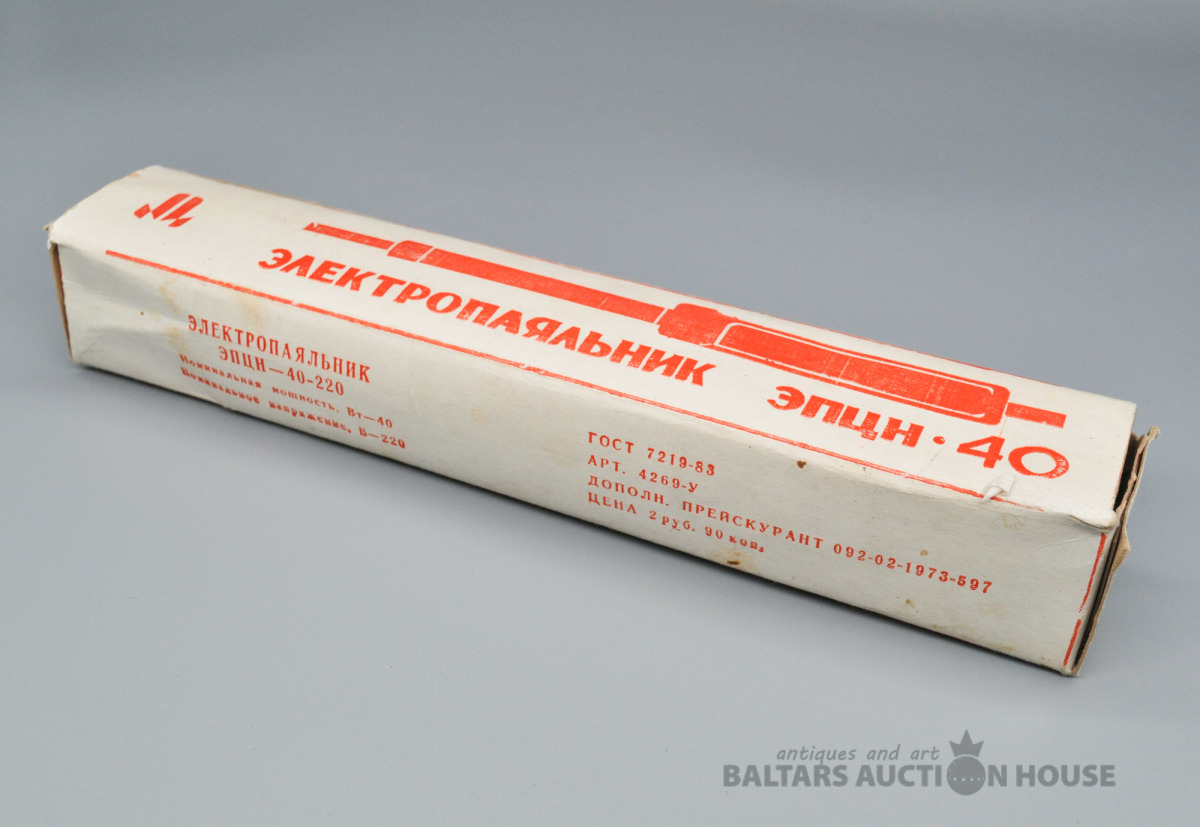 ЭЛЕКТРОПАЯЛЬНИК ЭПЦН·40
ЭЛЕКТРОПАЯЛЬНИК
ЭПЦН—40-220
Номинальная мощность, Вт—40
Номинальное напряжение, В—220
ГОСТ 7219-83
АРТ. 4269-У
ДОПОЛН. ПРЕЙСКУРАНТ 092-02-1973-597
ЦЕНА 2 руб. 90 коп.
antiques and art
BALTARS AUCTION HOUSE